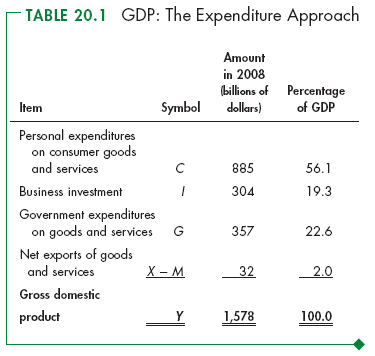 TABLE 20.1 GDP: The Expenditure Approach
Amount
in 2008
(billions of Percentage
Item Symbol dollars) of GDP
Personal expenditures
on consumer goods
and services C 885 56.1
Business investment I 304 19.3
Government expenditures
on goods and services G 357 22.6
Net exports of goods
and services X – M 32 2.0
Gross domestic
product Y 1,578 100.0